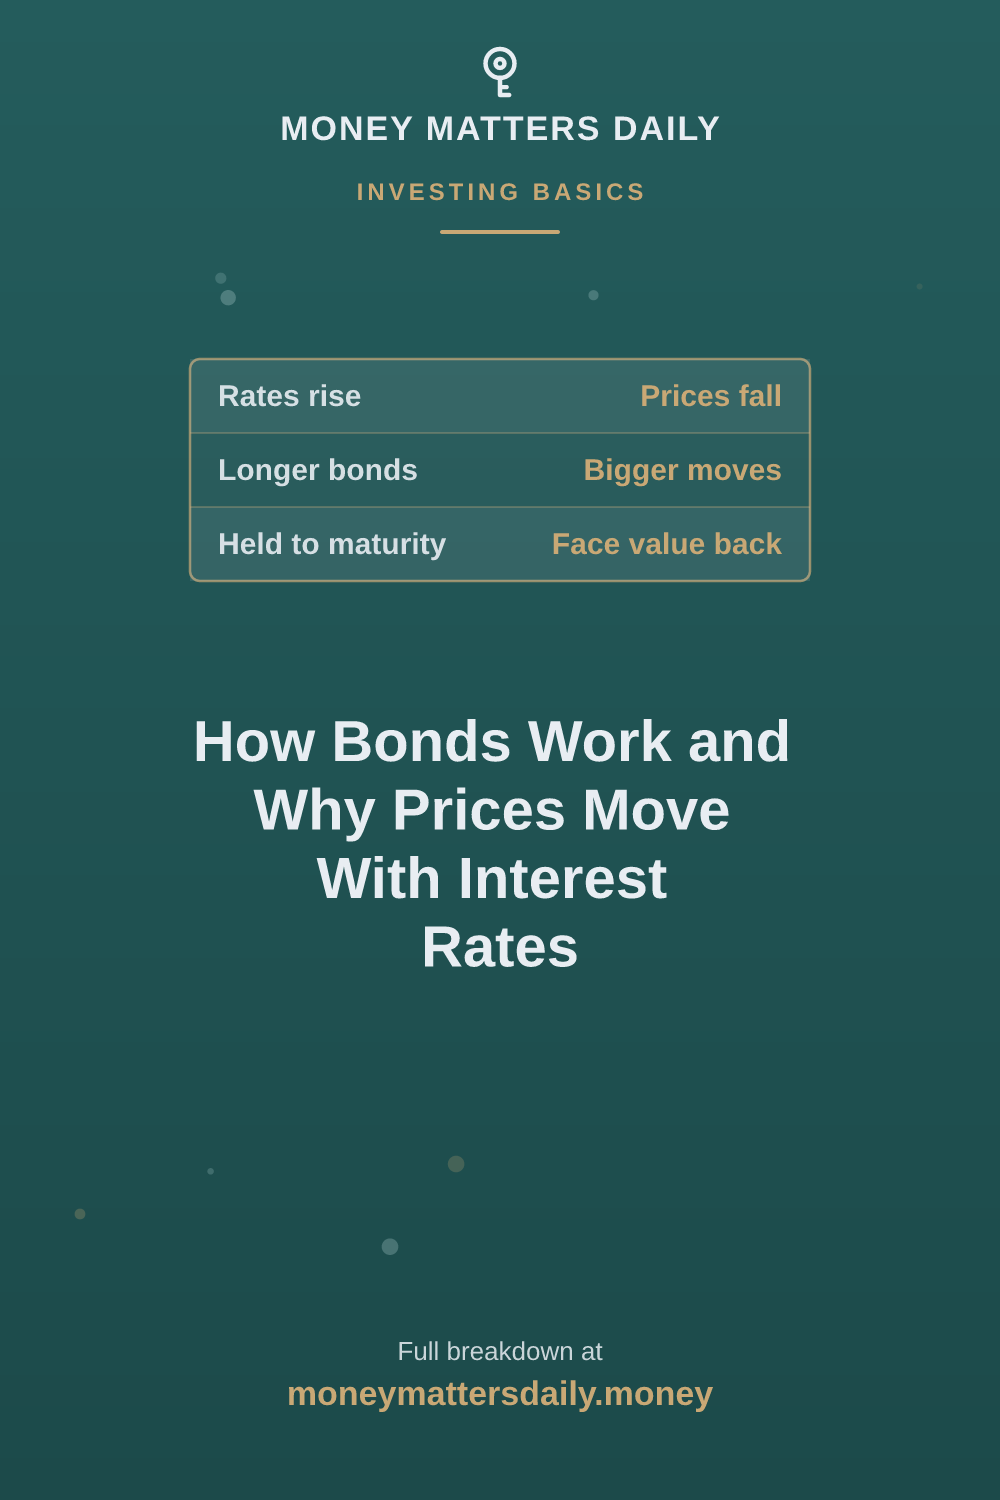 MONEY MATTERS DAILY
INVESTING BASICS
Rates rise Prices fall
Longer bonds Bigger moves
Held to maturity Face value back
How Bonds Work and
Why Prices Move
With Interest
Rates
Full breakdown at
moneymattersdaily.money